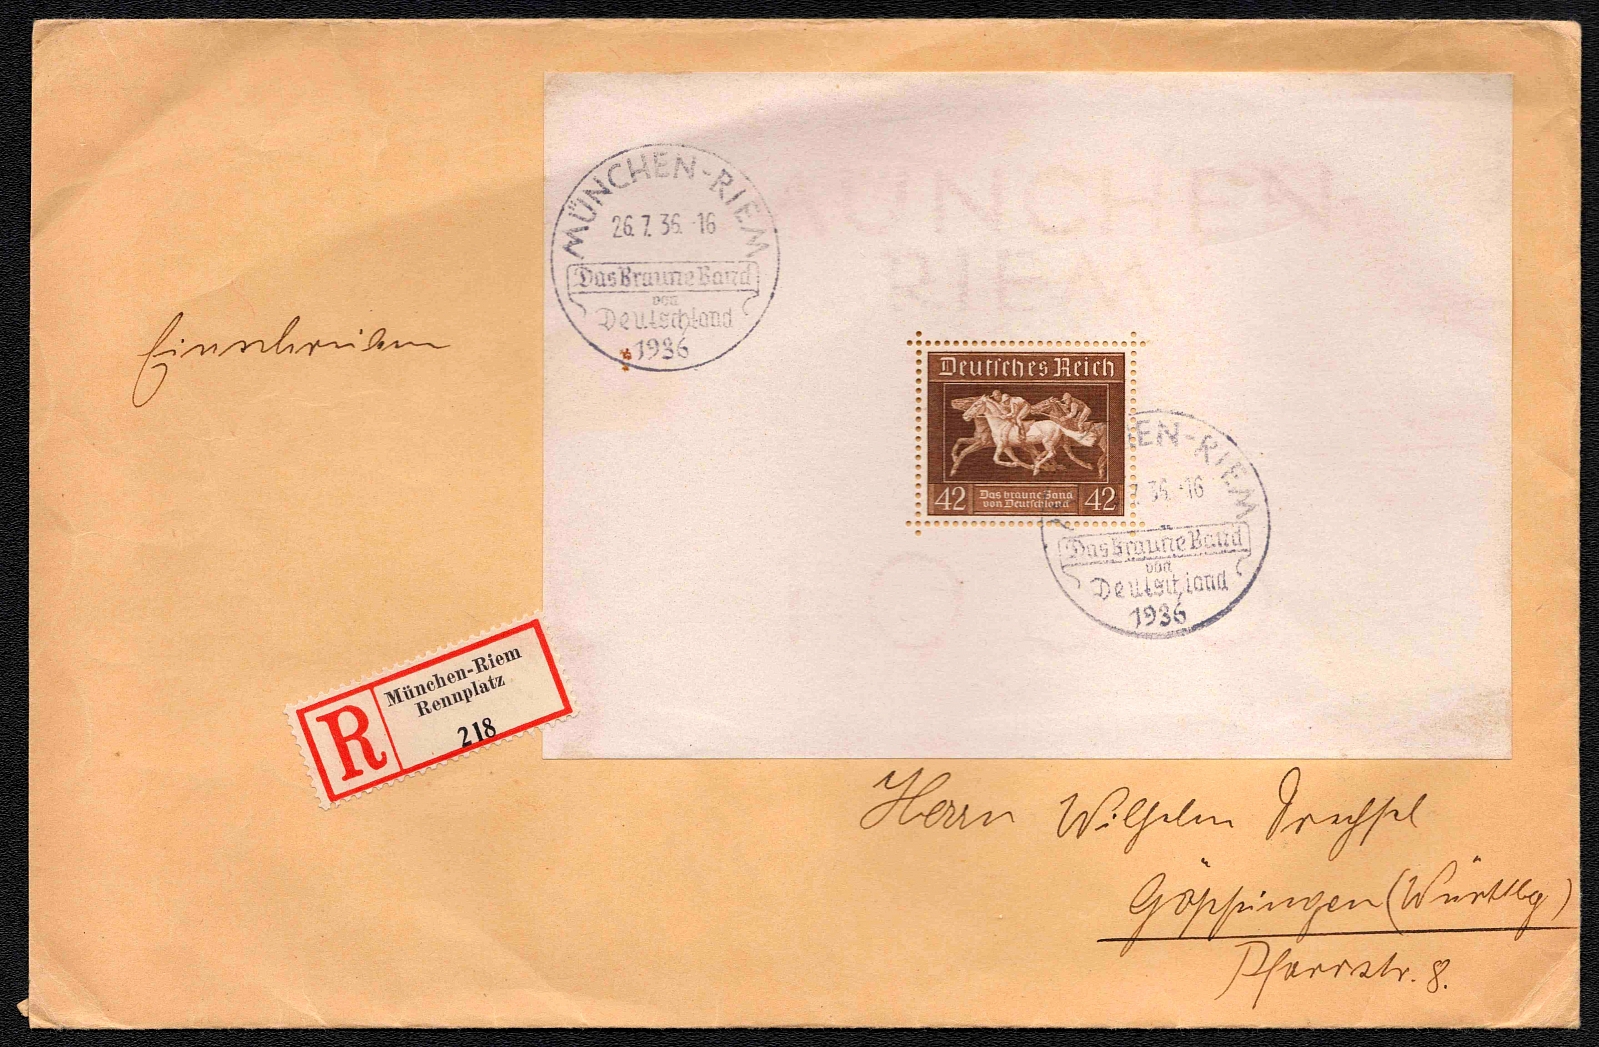 MÜNCHEN-RIEM
26.7.36.-16
Das Braune Band
von
Deutschland
1936
Einschreiben
Deutsches Reich
42 Das braune Band 42
von Deutschland
EN-RIEM
7.36.-16
Das Braune Band
von
Deutschland
1936
R
München-Riem
Rennplatz
218
Herrn Wilhelm Drechsel
Göppingen (Württbg)
Pfarrstr. 8.